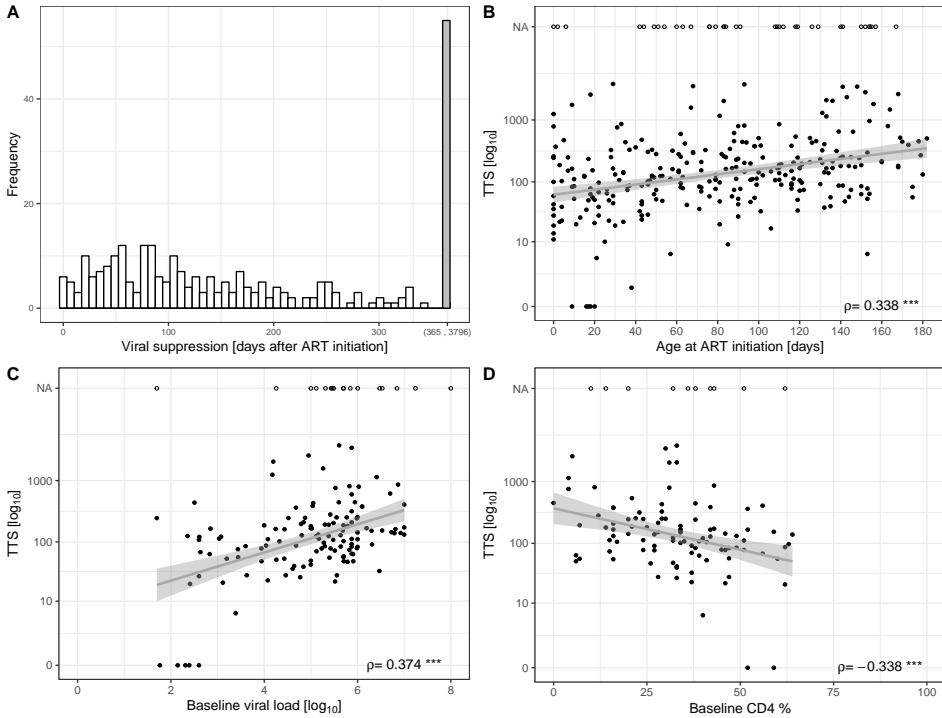 A
Frequency
60
40
20
0
0 100 200 300 (365 , 3796]
Viral suppression [days after ART initiation]
B
TTS [log10]
NA
1000
100
10
0
ρ= 0.338 ***
0 20 40 60 80 100 120 140 160 180
Age at ART initiation [days]
C
TTS [log10]
NA
1000
100
10
0
ρ= 0.374 ***
0 2 4 6 8
Baseline viral load [log10]
D
TTS [log10]
NA
1000
100
10
0
ρ= −0.338 ***
0 25 50 75 100
Baseline CD4 %